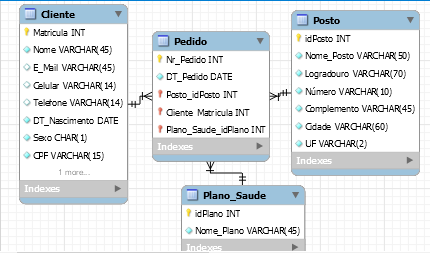 Cliente
Matricula INT
Nome VARCHAR(45)
E_Mail VARCHAR(45)
Celular VARCHAR(14)
Telefone VARCHAR(14)
DT_Nascimento DATE
Sexo CHAR(1)
CPF VARCHAR(15)
1 more...
Indexes
Pedido
Nr_Pedido INT
DT_Pedido DATE
Posto_idPosto INT
Cliente_Matricula INT
Plano_Saude_idPlano INT
Indexes
Posto
idPosto INT
Nome_Posto VARCHAR(50)
Logradouro VARCHAR(70)
Número VARCHAR(10)
Complemento VARCHAR(45)
Cidade VARCHAR(60)
UF VARCHAR(2)
Indexes
Plano_Saude
idPlano INT
Nome_Plano VARCHAR(45)
Indexes